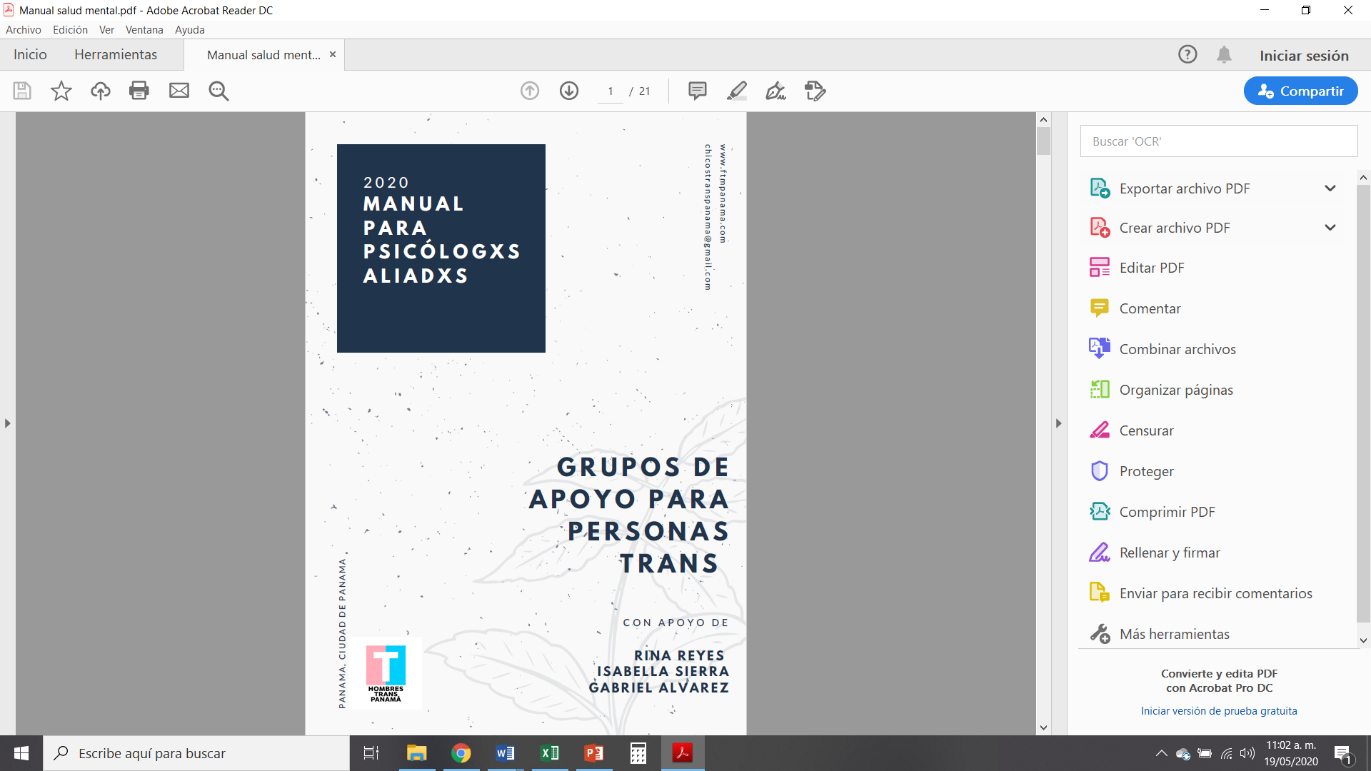 Manual salud mental.pdf - Adobe Acrobat Reader DC
Archivo Edición Ver Ventana Ayuda
Inicio Herramientas Manual salud ment... × Iniciar sesión
1 / 21 Compartir
2020
MANUAL
PARA
PSICÓLOGXS
ALIADXS
www.ftmpanama.com
chicostranspanama@gmail.com
GRUPOS DE
APOYO PARA
PERSONAS
TRANS
CON APOYO DE
RINA REYES
ISABELLA SIERRA
GABRIEL ALVAREZ
PANAMA, CIUDAD DE PANAMA
T
HOMBRES
TRANS
PANAMÁ
Buscar 'OCR'
Exportar archivo PDF
Crear archivo PDF
Editar PDF
Comentar
Combinar archivos
Organizar páginas
Censurar
Proteger
Comprimir PDF
Rellenar y firmar
Enviar para recibir comentarios
Más herramientas
Convierte y edita PDF
con Acrobat Pro DC
Iniciar versión de prueba gratuita
Escribe aquí para buscar
11:02 a. m.
19/05/2020
1